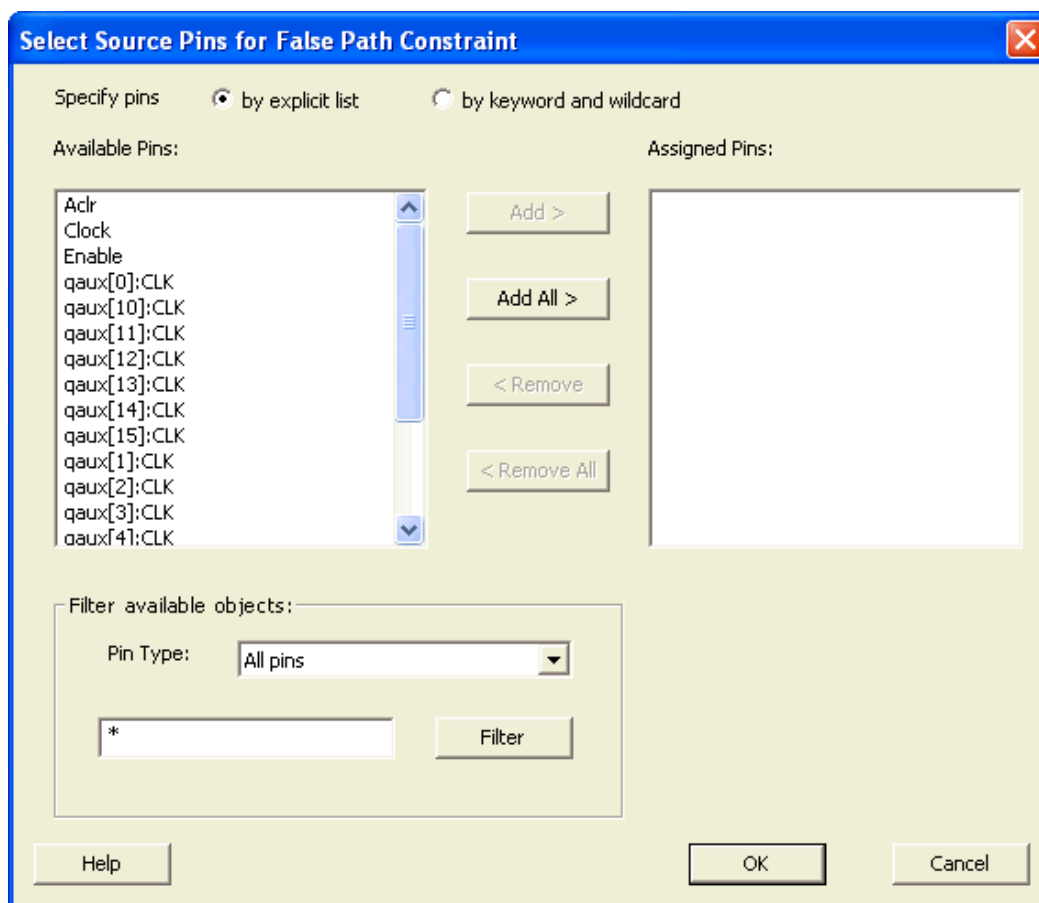 Select Source Pins for False Path Constraint
Specify pins by explicit list by keyword and wildcard
Available Pins: Assigned Pins:
Aclr
Clock
Enable
qaux[0]:CLK
qaux[10]:CLK
qaux[11]:CLK
qaux[12]:CLK
qaux[13]:CLK
qaux[14]:CLK
qaux[15]:CLK
qaux[1]:CLK
qaux[2]:CLK
qaux[3]:CLK
qaux[4]:CLK
Add >
Add All >
< Remove
< Remove All
Filter available objects:
Pin Type: All pins
* Filter
Help OK Cancel